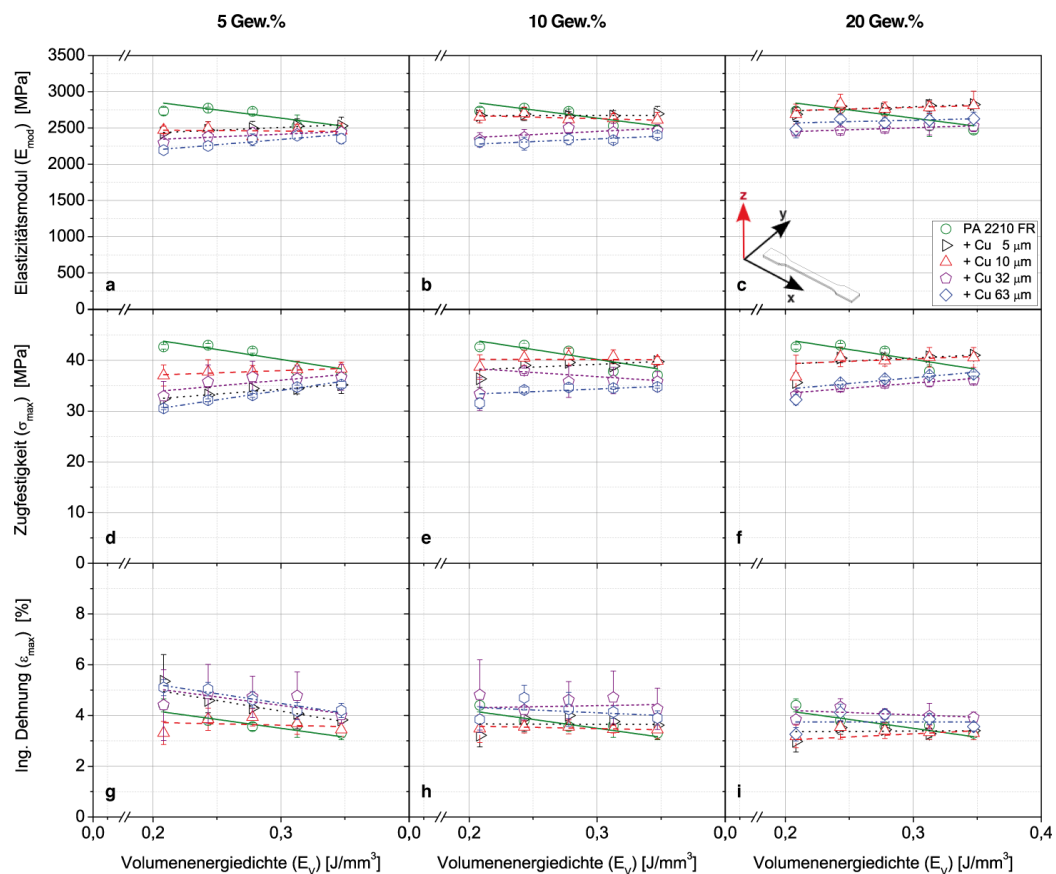 5 Gew.% 10 Gew.% 20 Gew.%
Elastizitätsmodul (E_mod) [MPa]
3500
3000
2500
2000
1500
1000
500
0
a b c
z
y
x
PA 2210 FR
+ Cu 5 μm
+ Cu 10 μm
+ Cu 32 μm
+ Cu 63 μm
Zugfestigkeit (σ_max) [MPa]
40
30
20
10
0
d e f
Ing. Dehnung (ε_max) [%]
8
6
4
2
0
g h i
0,0 0,2 0,3 0,0 0,2 0,3 0,0 0,2 0,3 0,4
Volumenenergiedichte (E_V) [J/mm³] Volumenenergiedichte (E_V) [J/mm³] Volumenenergiedichte (E_V) [J/mm³]